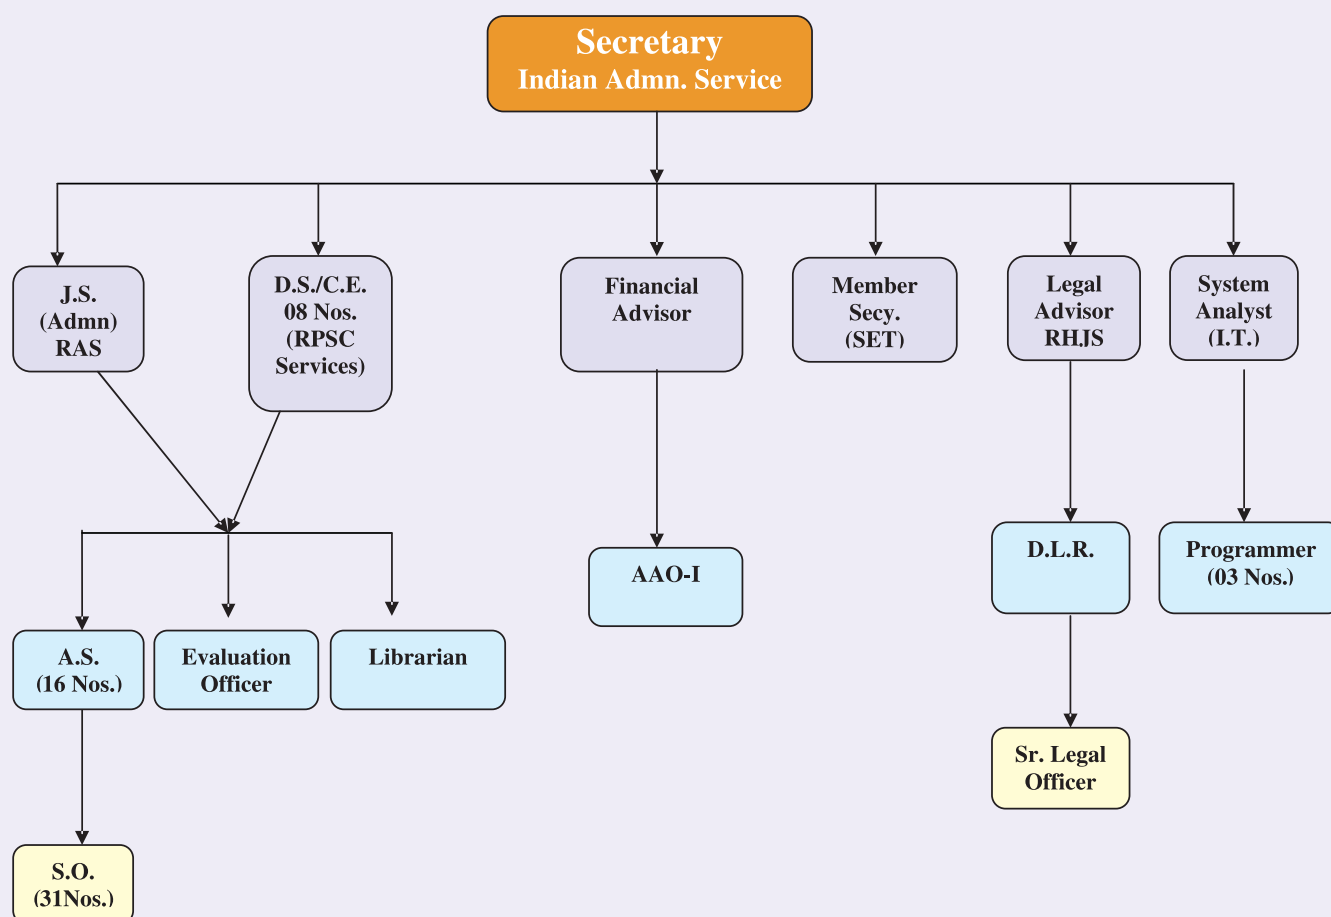 Secretary
Indian Admn. Service
J.S.
(Admn)
RAS
D.S./C.E.
08 Nos.
(RPSC
Services)
Financial
Advisor
Member
Secy.
(SET)
Legal
Advisor
RHJS
System
Analyst
(I.T.)
AAO-I
D.L.R.
Programmer
(03 Nos.)
A.S.
(16 Nos.)
Evaluation
Officer
Librarian
Sr. Legal
Officer
S.O.
(31Nos.)